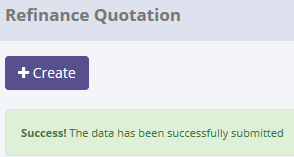 Refinance Quotation
+ Create
Success! The data has been successfully submitted